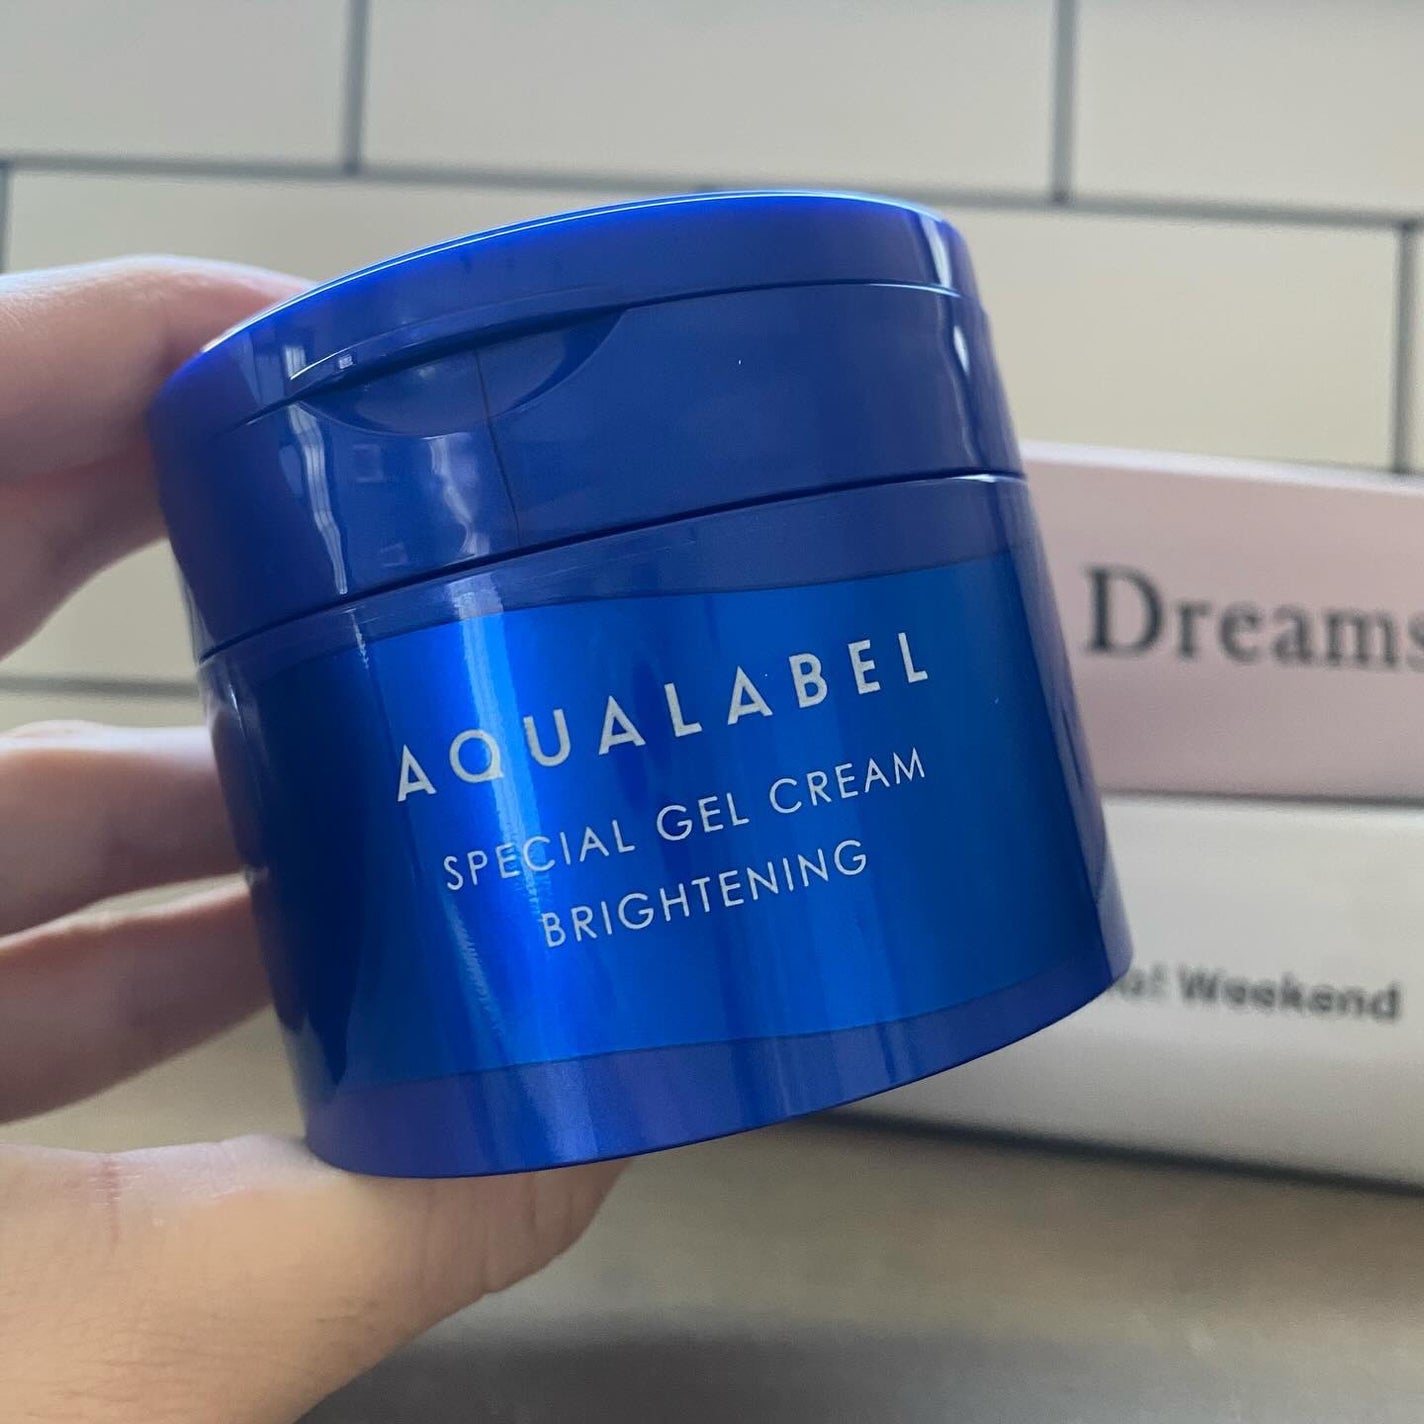 AQUALABEL
SPECIAL GEL CREAM
BRIGHTENING
Dreams
Weekend